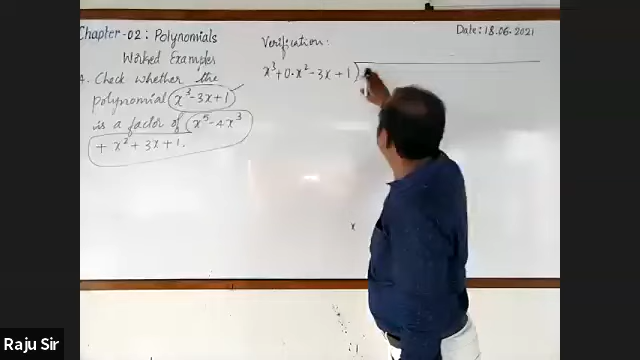 Chapter-02: Polynomials
Worked Examples
4. Check whether the
polynomial x³-3x+1
is a factor of x⁵-4x³
+ x² + 3x + 1.
Verification:
x³+0·x²-3x+1
Date: 18.06.2021
x
Raju Sir